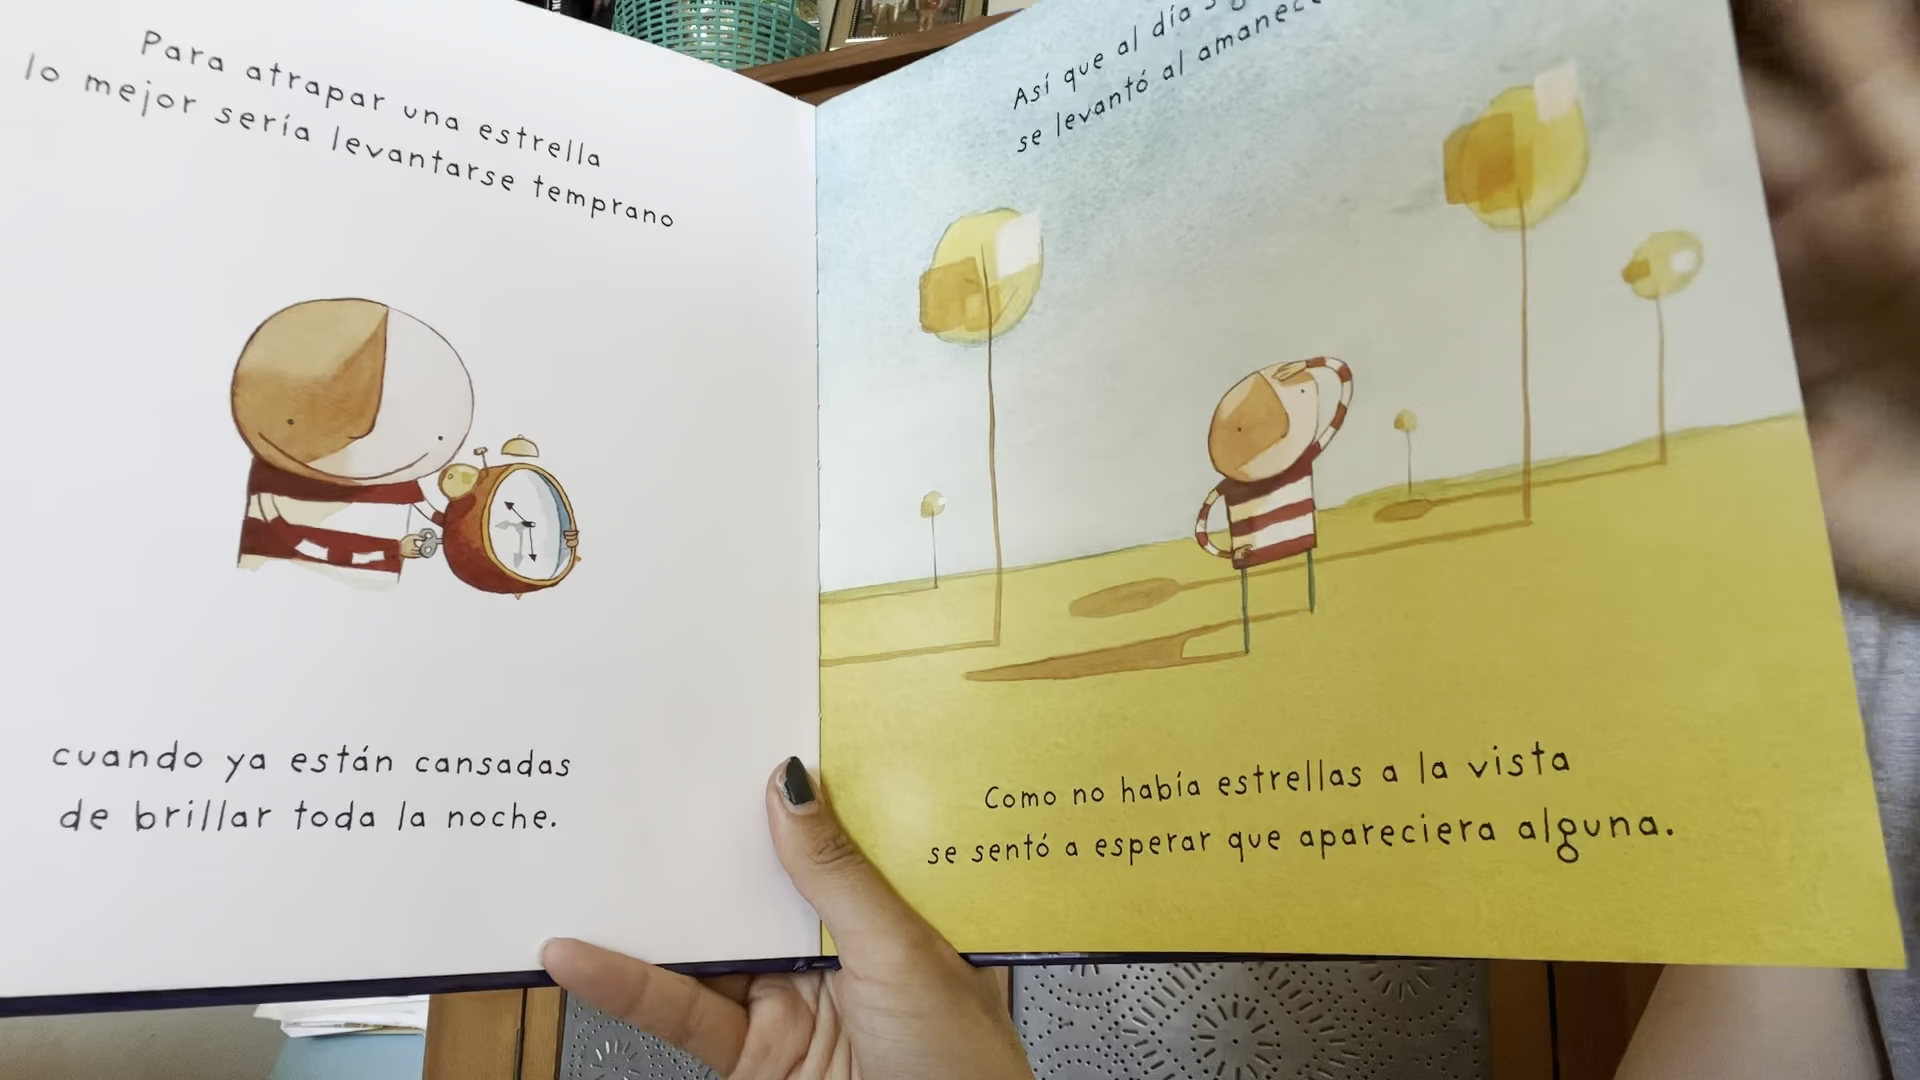 Para atrapar una estrella
lo mejor sería levantarse temprano
cuando ya están cansadas
de brillar toda la noche.
Así que al día
se levantó al
Como no había estrellas a la vista
se sentó a esperar que apareciera alguna.